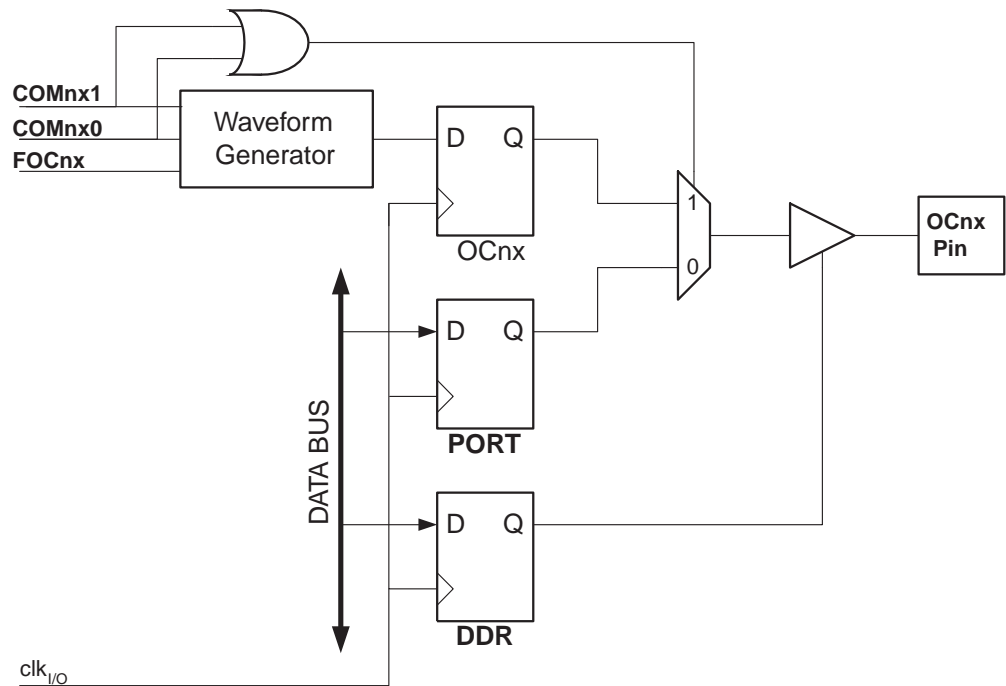 COMnx1
COMnx0
FOCnx
Waveform
Generator
D Q
OCnx
1
0
OCnx
Pin
D Q
PORT
DATA BUS
D Q
DDR
clkI/O